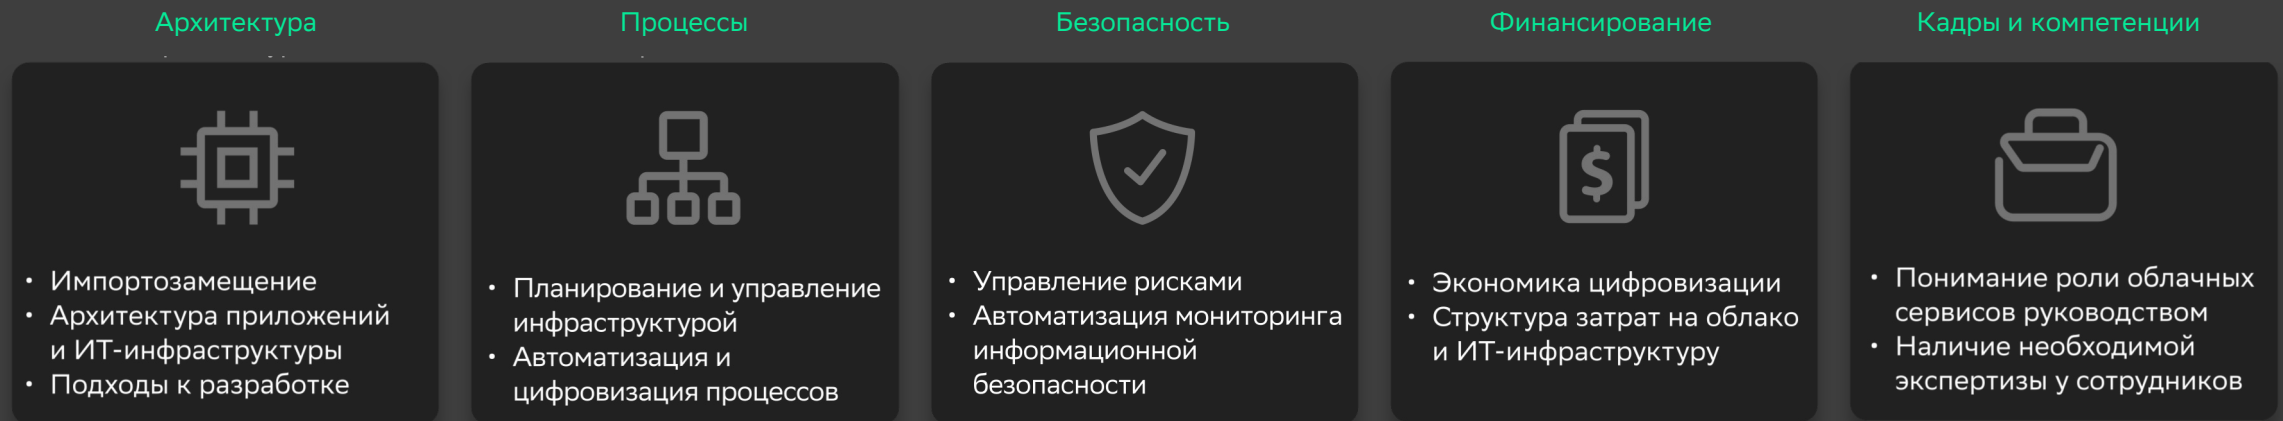 Архитектура
• Импортозамещение
• Архитектура приложений
и ИТ-инфраструктуры
• Подходы к разработке
Процессы
• Планирование и управление
инфраструктурой
• Автоматизация и
цифровизация процессов
Безопасность
• Управление рисками
• Автоматизация мониторинга
информационной
безопасности
Финансирование
$
• Экономика цифровизации
• Структура затрат на облако
и ИТ-инфраструктуру
Кадры и компетенции
• Понимание роли облачных
сервисов руководством
• Наличие необходимой
экспертизы у сотрудников